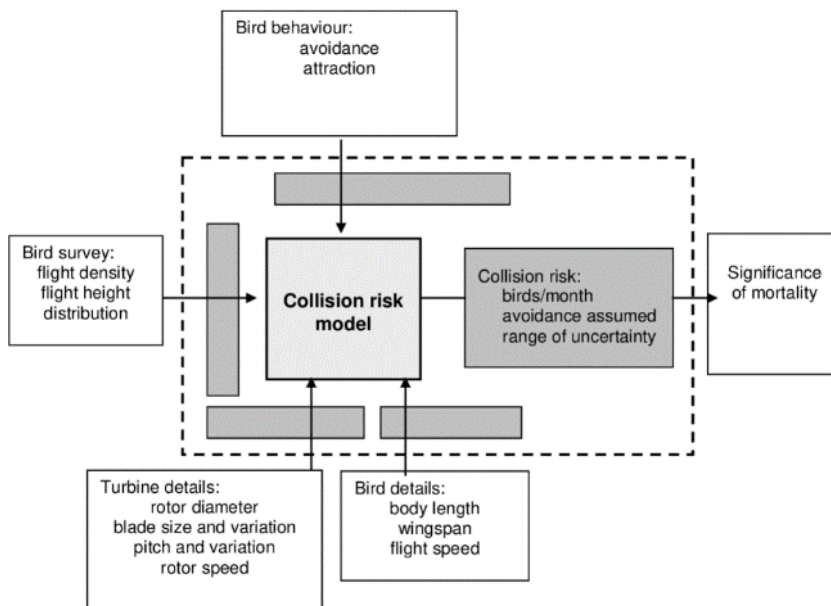 Bird behaviour:
avoidance
attraction
Bird survey:
flight density
flight height
distribution
Collision risk
model
Collision risk:
birds/month
avoidance assumed
range of uncertainty
Significance
of mortality
Turbine details:
rotor diameter
blade size and variation
pitch and variation
rotor speed
Bird details:
body length
wingspan
flight speed